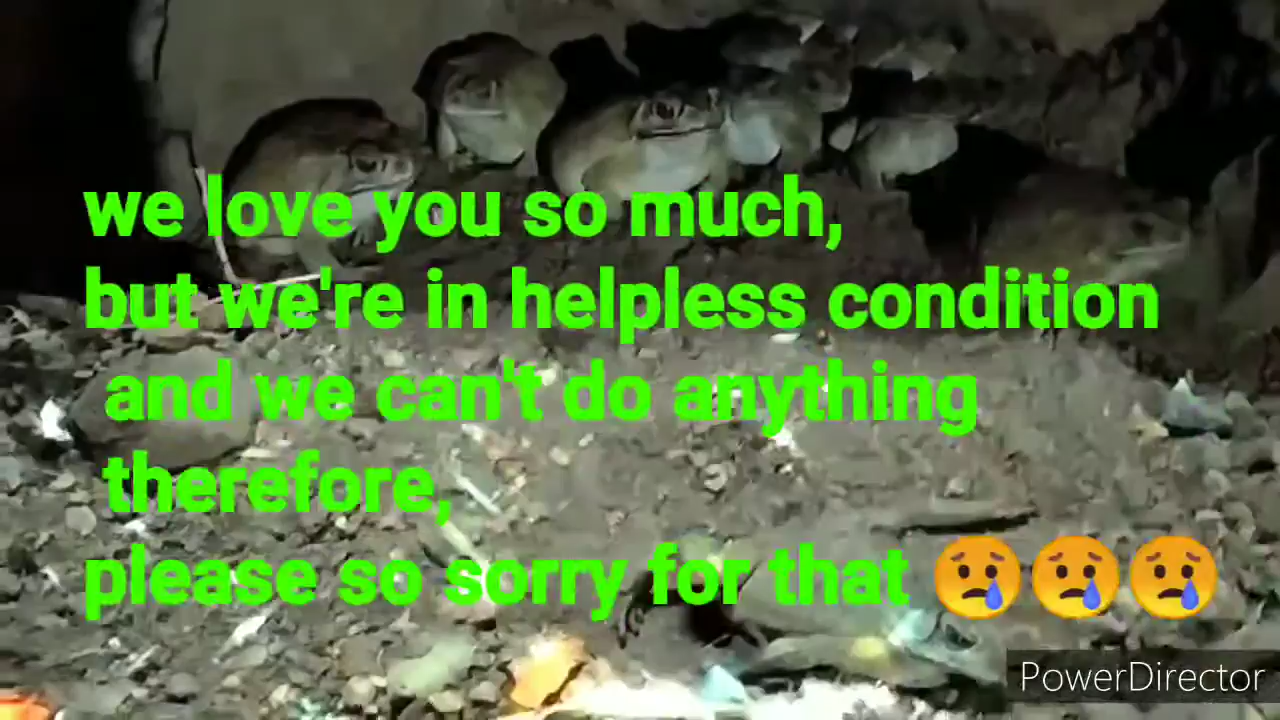 we love you so much,
but we're in helpless condition
and we can't do anything
therefore,
please so sorry for that 😢😢😢
PowerDirector